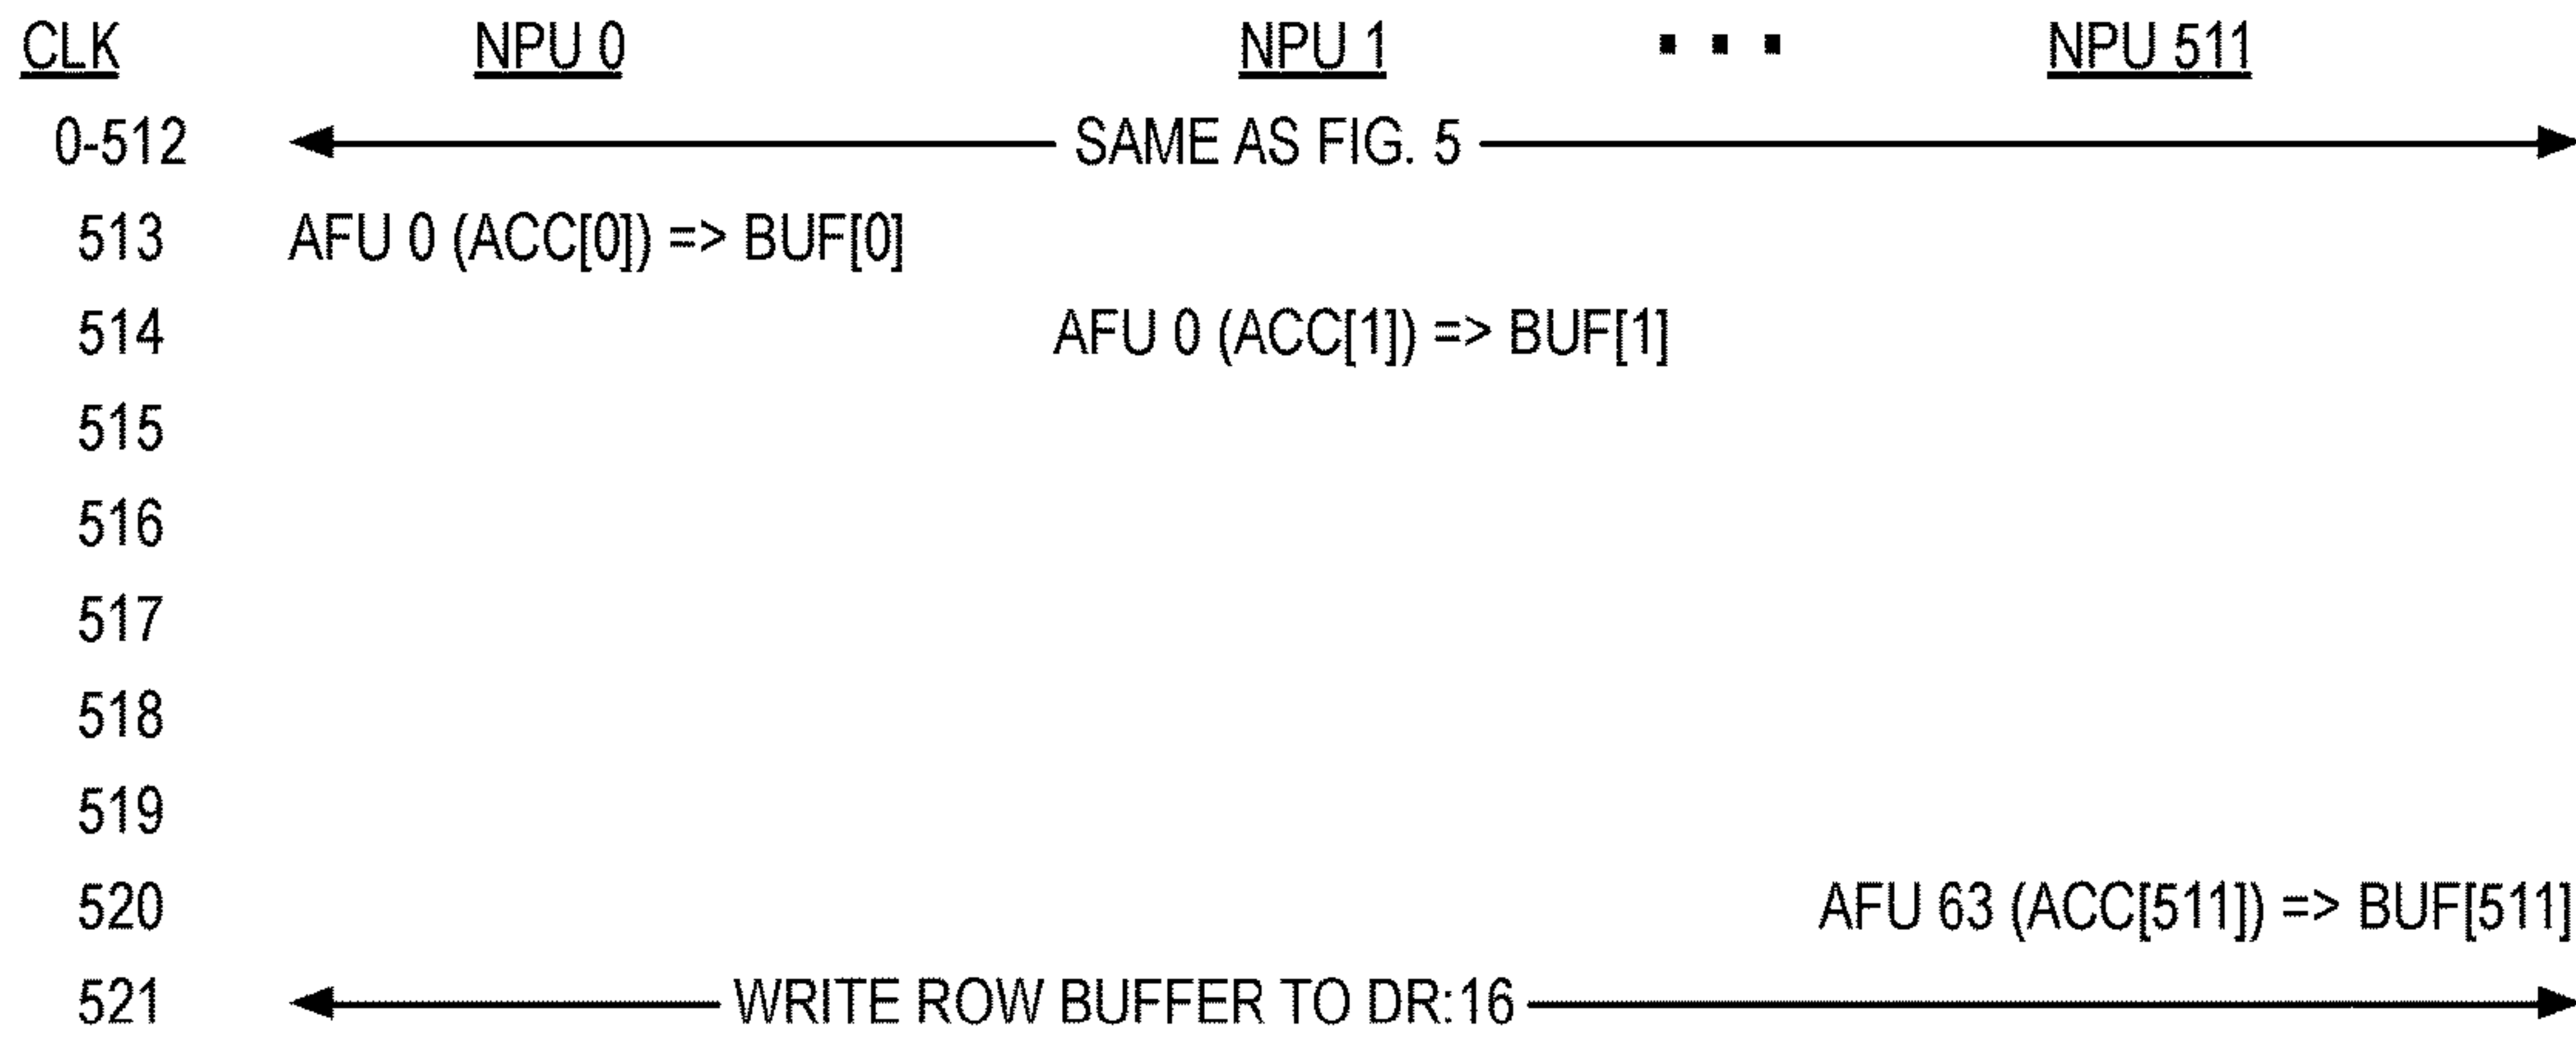 CLK NPU 0 NPU 1 ... NPU 511
0-512 SAME AS FIG. 5
513 AFU 0 (ACC[0]) => BUF[0]
514 AFU 0 (ACC[1]) => BUF[1]
515
516
517
518
519
520 AFU 63 (ACC[511]) => BUF[511]
521 WRITE ROW BUFFER TO DR:16